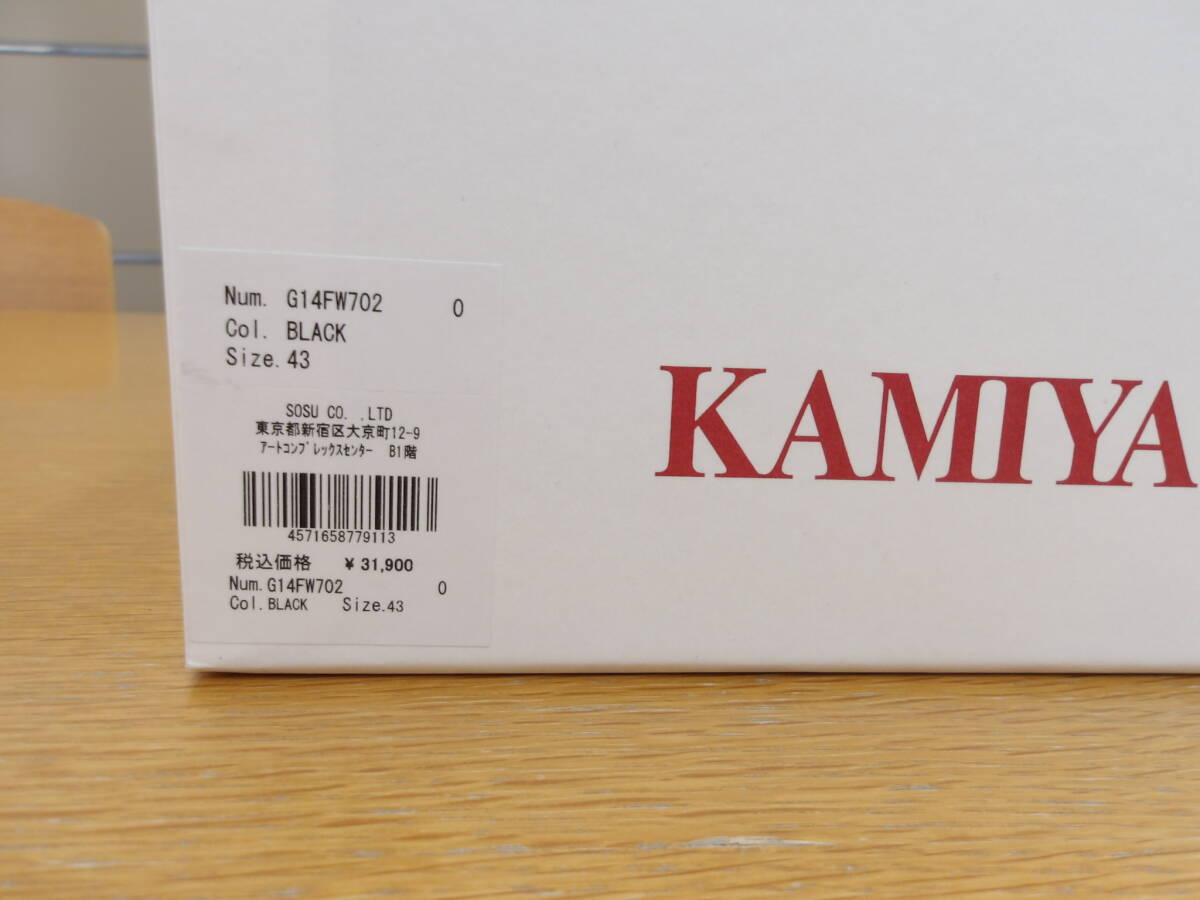 Num. G14FW702 0
Col. BLACK
Size.43
SOSU CO. .LTD
東京都新宿区大京町12-9
ｱｰﾄｺﾝﾌﾟﾚｯｸｽｾﾝﾀｰ B1階
4571658779113
税込価格 ¥ 31,900
Num.G14FW702 0
Col.BLACK Size.43
KAMIYA